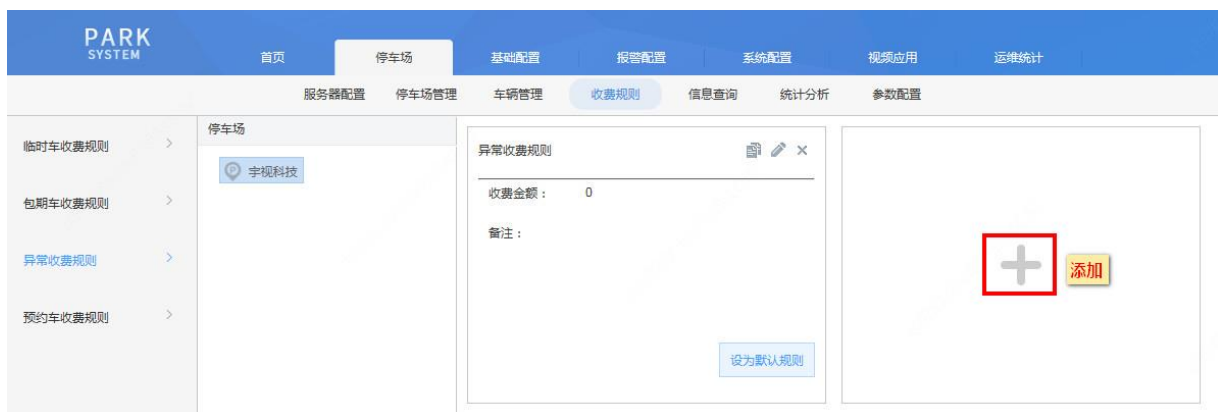 PARK
SYSTEM
首页
停车场
基础配置
报警配置
系统配置
视频应用
运维统计
服务器配置
停车场管理
车辆管理
收费规则
信息查询
统计分析
参数配置
临时车收费规则
包期车收费规则
异常收费规则
预约车收费规则
停车场
宇视科技
异常收费规则
收费金额： 0
备注：
设为默认规则
添加